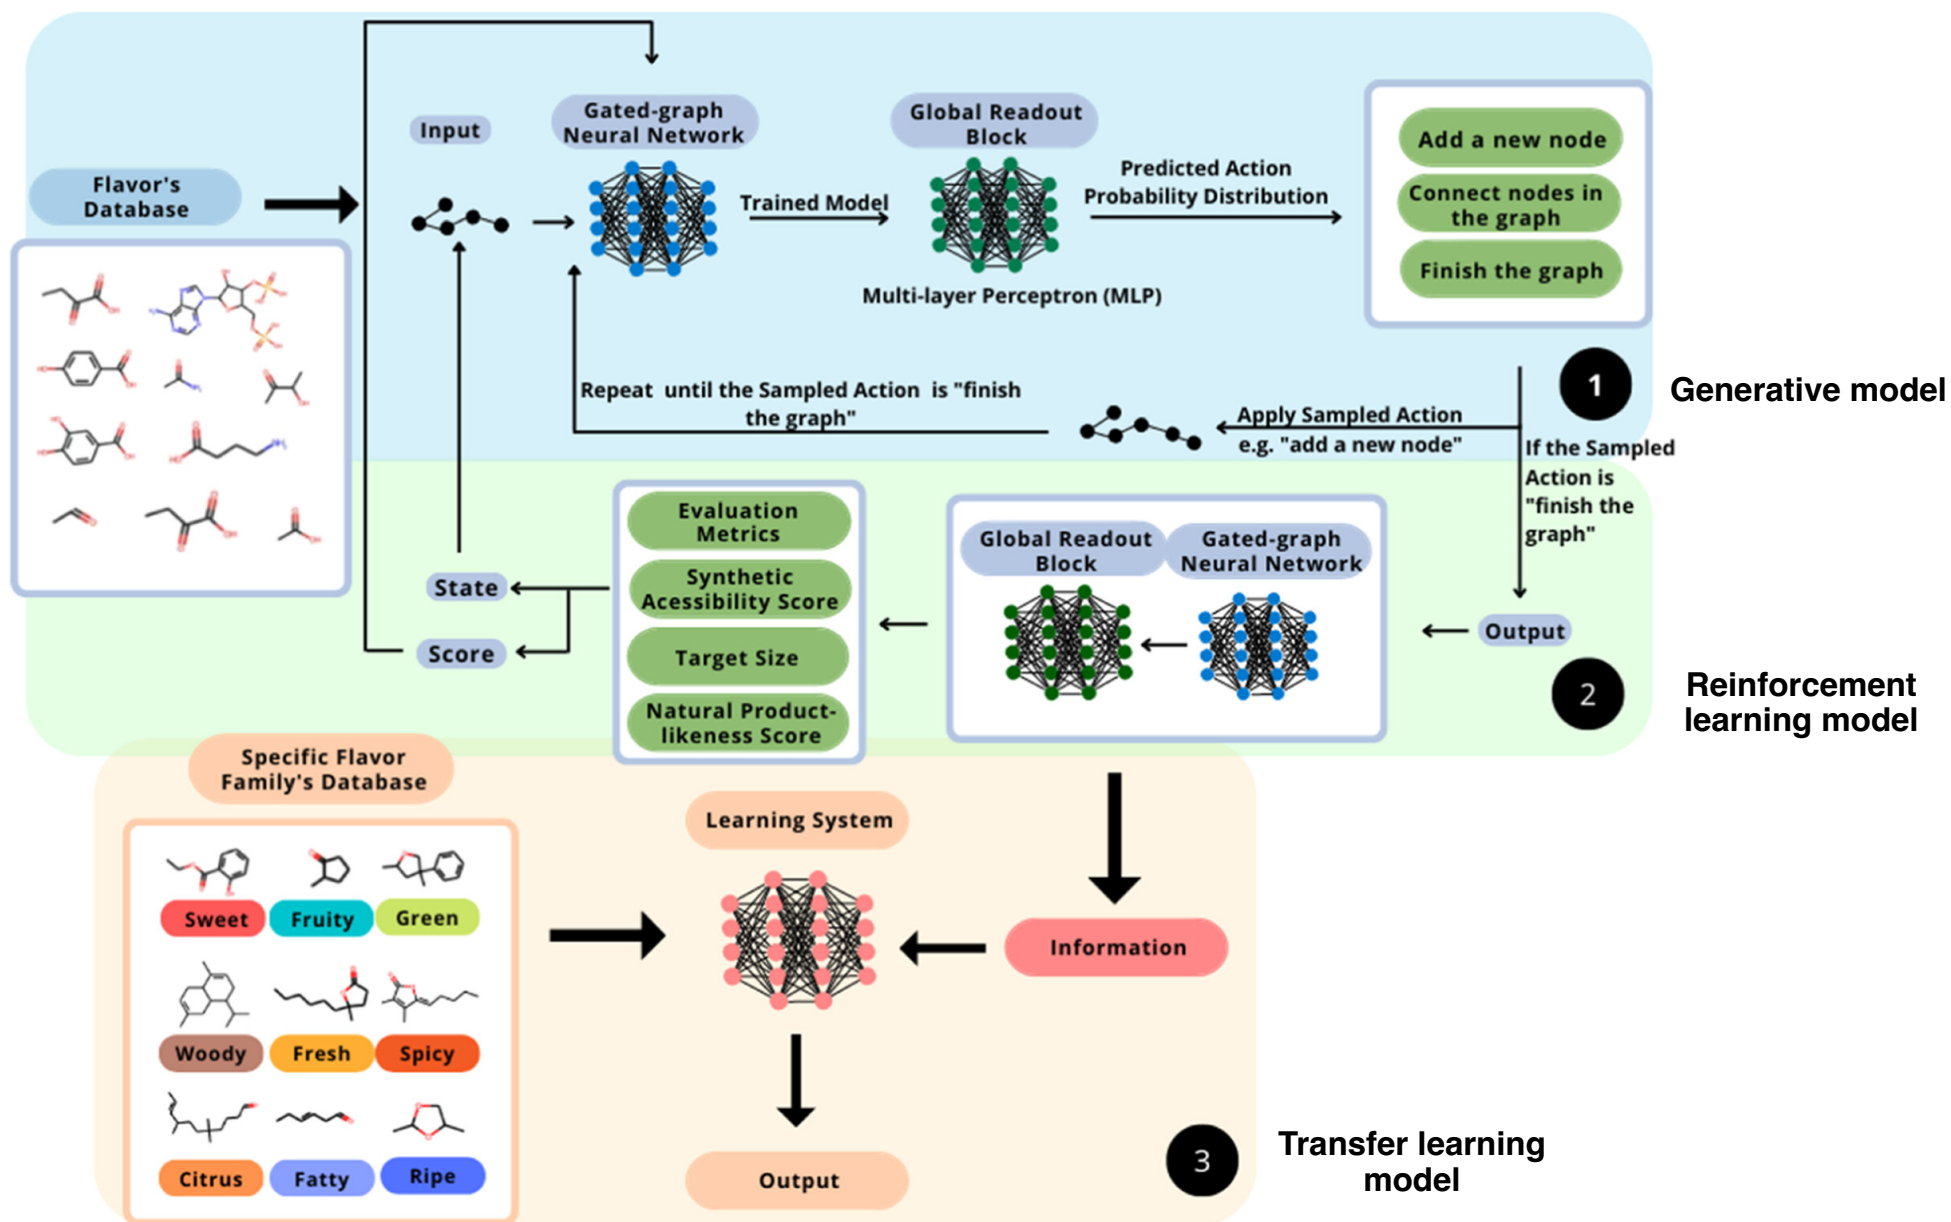 Input
Gated-graph
Neural Network
Global Readout
Block
Flavor's
Database
Trained Model
Predicted Action
Probability Distribution
Multi-layer Perceptron (MLP)
Add a new node
Connect nodes in
the graph
Finish the graph
1
Generative model
Repeat until the Sampled Action is "finish
the graph"
Apply Sampled Action
e.g. "add a new node"
If the Sampled
Action is
"finish the
graph"
Evaluation
Metrics
Synthetic
Acessibility Score
Target Size
Natural Product-
likeness Score
Global Readout
Block
Gated-graph
Neural Network
State
Score
Output
2
Reinforcement
learning model
Specific Flavor
Family's Database
Learning System
Sweet
Fruity
Green
Information
Woody
Fresh
Spicy
Citrus
Fatty
Ripe
Output
3
Transfer learning
model